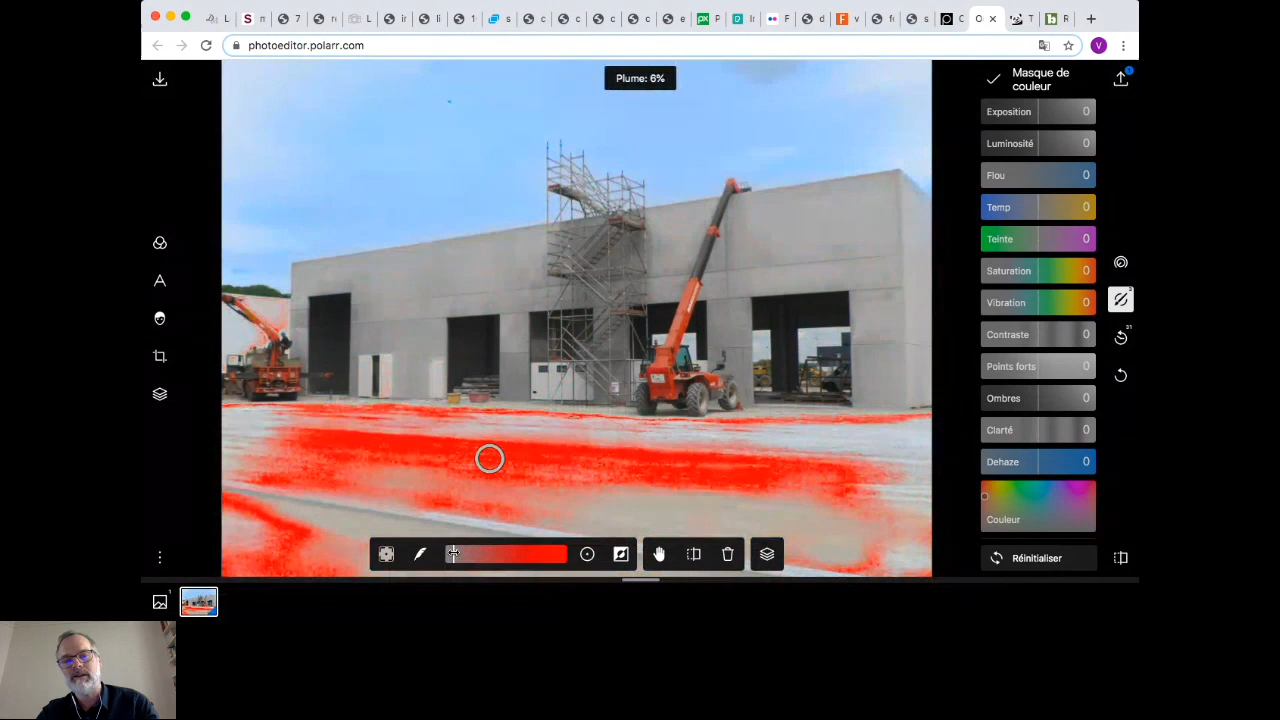 photoeditor.polarr.com
V
Plume: 6%
Masque de
couleur
Exposition 0
Luminosité 0
Flou 0
Temp 0
Teinte 0
Saturation 0
Vibration 0
Contraste 0
Points forts 0
Ombres 0
Clarté 0
Dehaze 0
Couleur
Réinitialiser